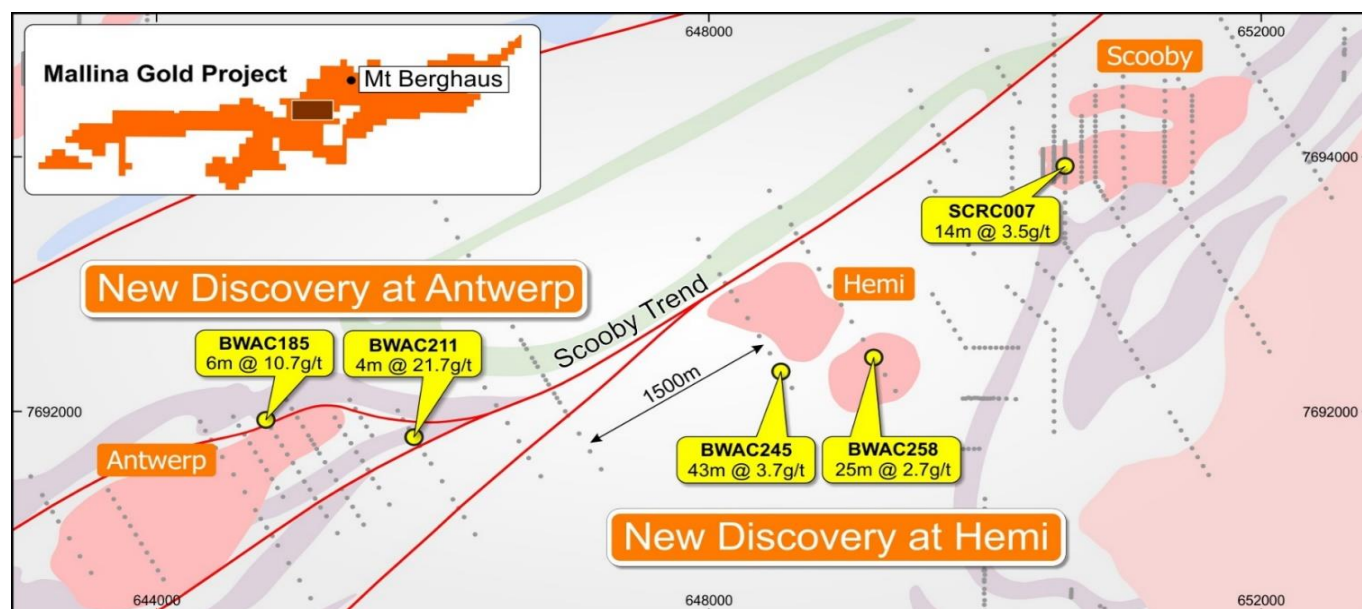 648000
652000
Mallina Gold Project
Mt Berghaus
Scooby
7694000
SCRC007
14m @ 3.5g/t
New Discovery at Antwerp
Hemi
Scooby Trend
BWAC185
6m @ 10.7g/t
BWAC211
4m @ 21.7g/t
1500m
7692000
7692000
Antwerp
BWAC245
43m @ 3.7g/t
BWAC258
25m @ 2.7g/t
New Discovery at Hemi
644000
648000
652000